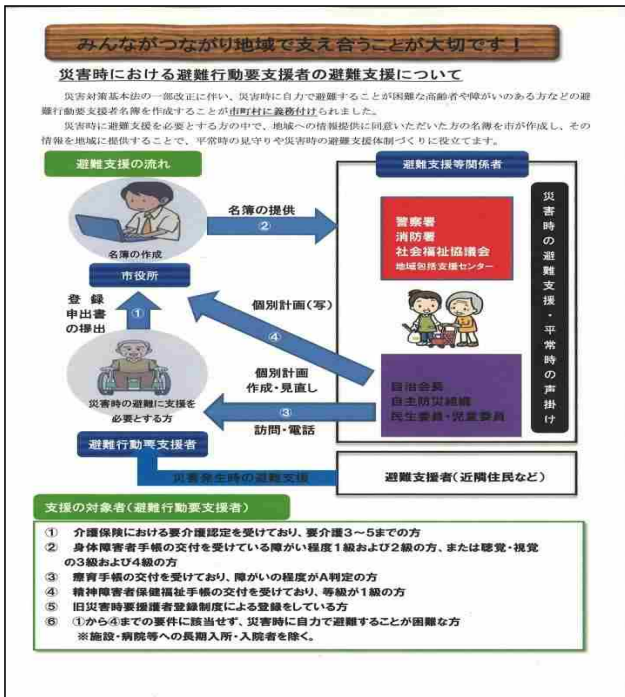 みんながつながり地域で支え合うことが大切です！
災害時における避難行動要支援者の避難支援について
災害対策基本法の一部改正に伴い、災害時に自力で避難することが困難な高齢者や障がいのある方などの避
難行動要支援者名簿を作成することが市町村に義務付けられました。
災害時に避難支援を必要とする方の中で、地域への情報提供に同意いただいた方の名簿を市が作成し、その
情報を地域に提供することで、平常時の見守りや災害時の避難支援体制づくりに役立てます。
避難支援の流れ
避難支援等関係者
名簿の提供
②
名簿の作成
市役所
警察署
消防署
社会福祉協議会
地域包括支援センター
災害時の避難支援・平常時の声掛け
登録
申出書
の提出
①
個別計画(写)
④
個別計画
作成・見直し
③
訪問・電話
自治会長
自主防災組織
民生委員・児童委員
災害時の避難に支援を
必要とする方
避難行動要支援者
災害発生時の避難支援
避難支援者(近隣住民など)
支援の対象者(避難行動要支援者)
① 介護保険における要介護認定を受けており、要介護3～5までの方
② 身体障害者手帳の交付を受けている障がい程度1級および2級の方、または聴覚・視覚
の3級および4級の方
③ 療育手帳の交付を受けており、障がいの程度がA判定の方
④ 精神障害者保健福祉手帳の交付を受けており、等級が1級の方
⑤ 旧災害時要援護者登録制度による登録をしている方
⑥ ①から④までの要件に該当せず、災害時に自力で避難することが困難な方
※施設・病院等への長期入所・入院者を除く。